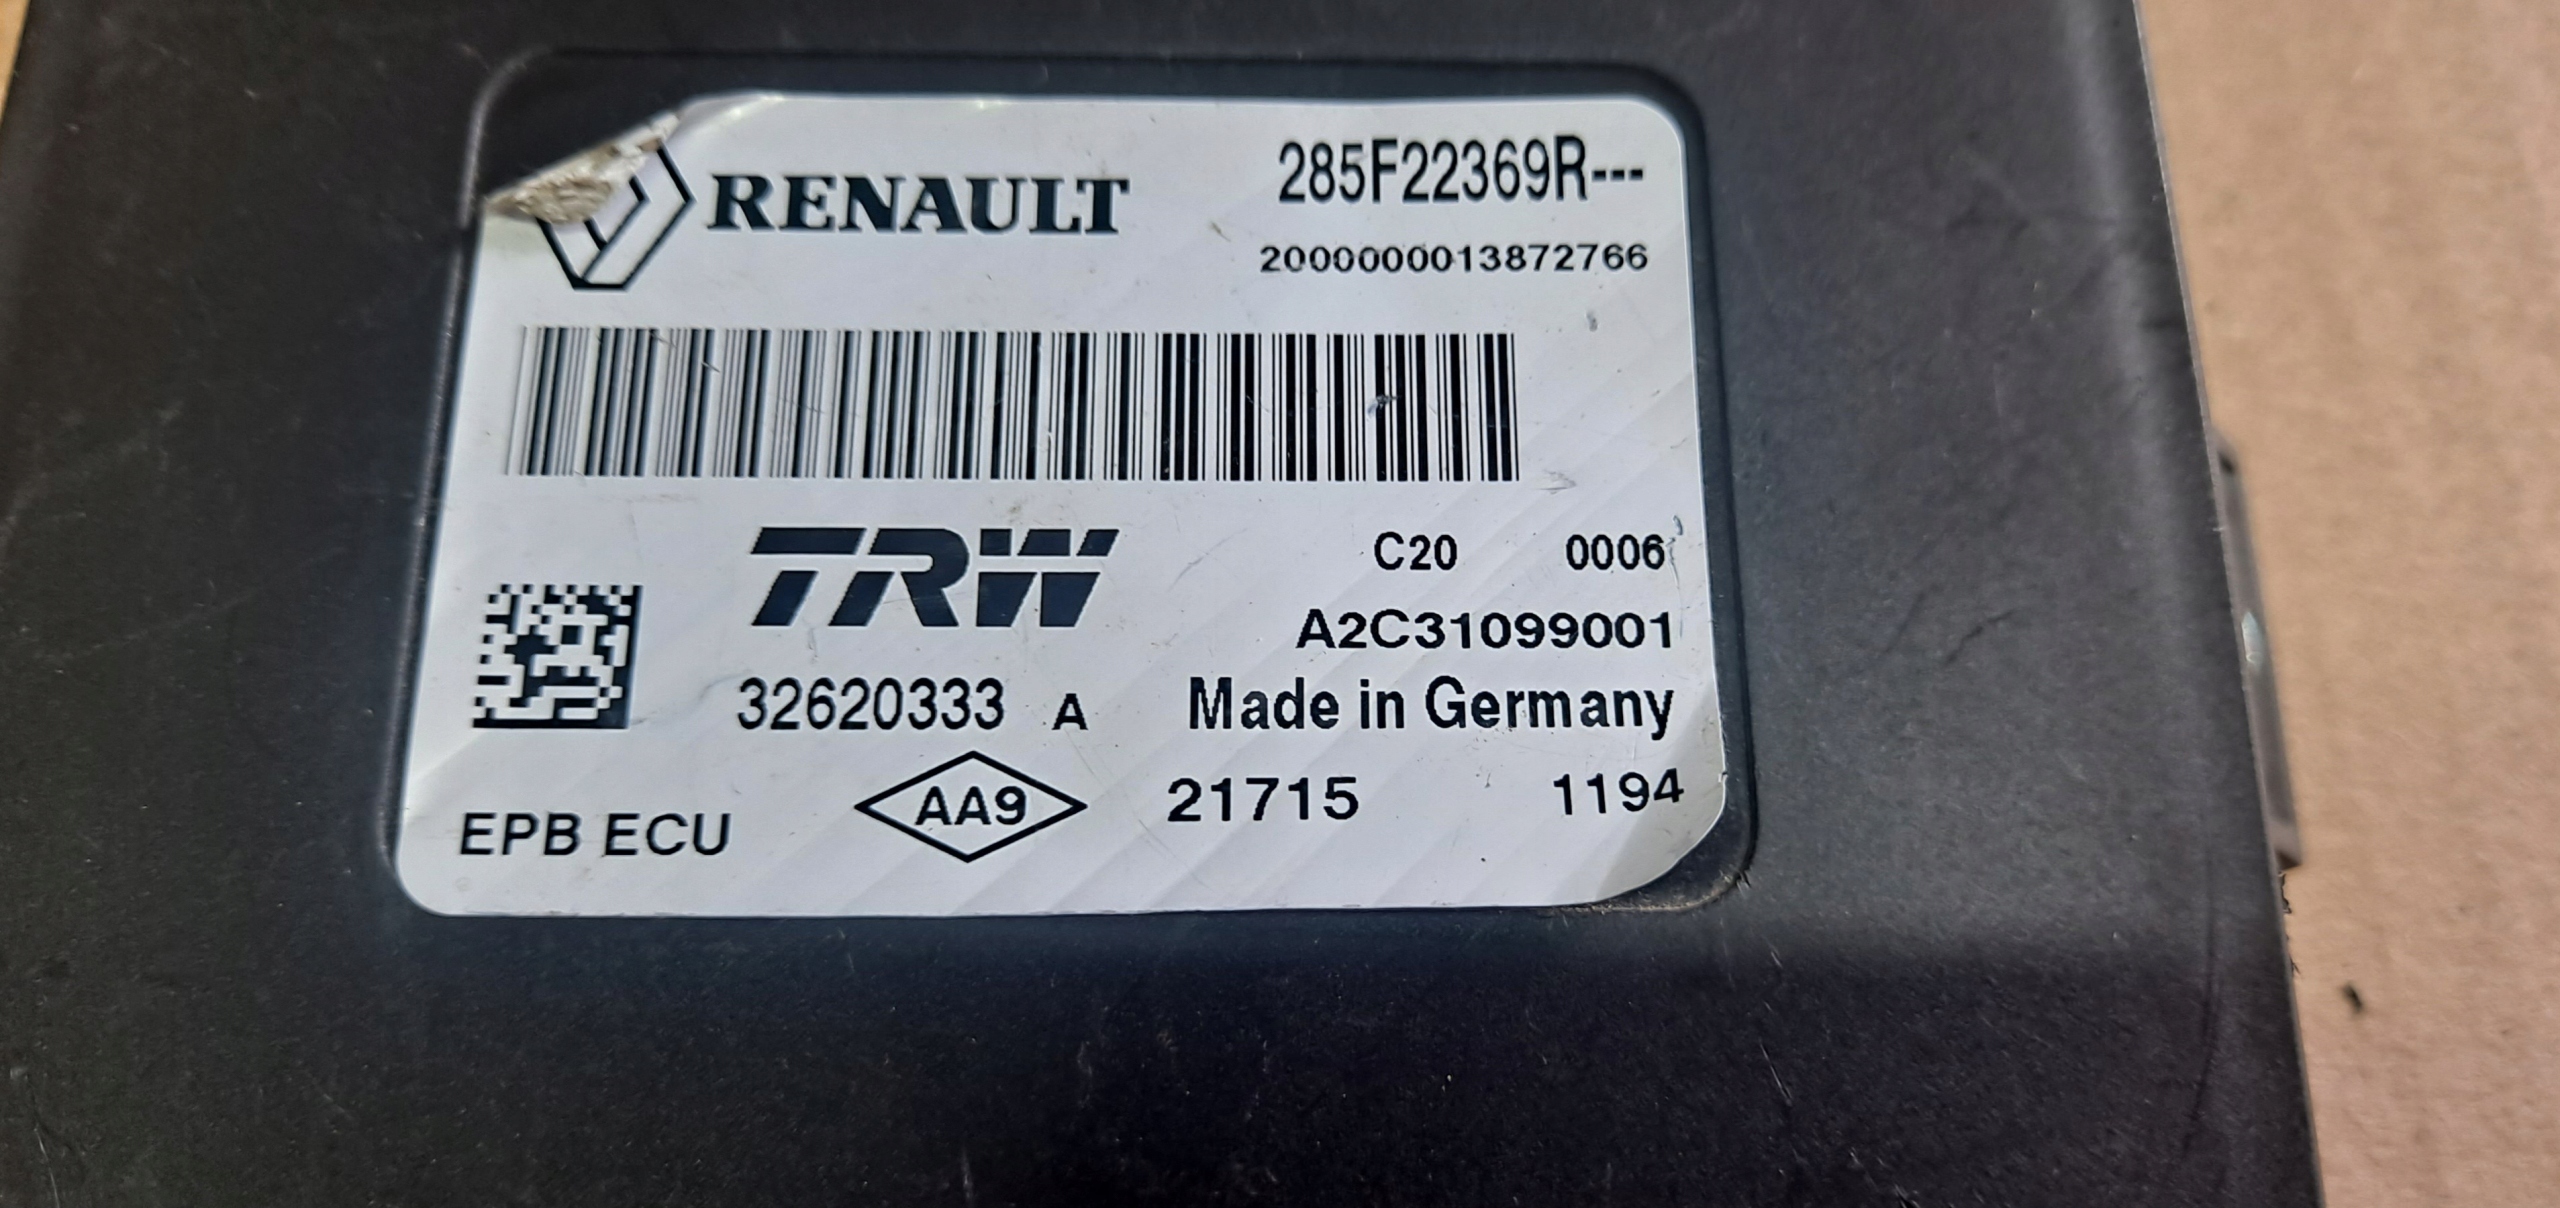 RENAULT
285F22369R---
2000000013872766
TRW
C20 0006
A2C31099001
32620333 A
Made in Germany
EPB ECU
AA9
21715 1194